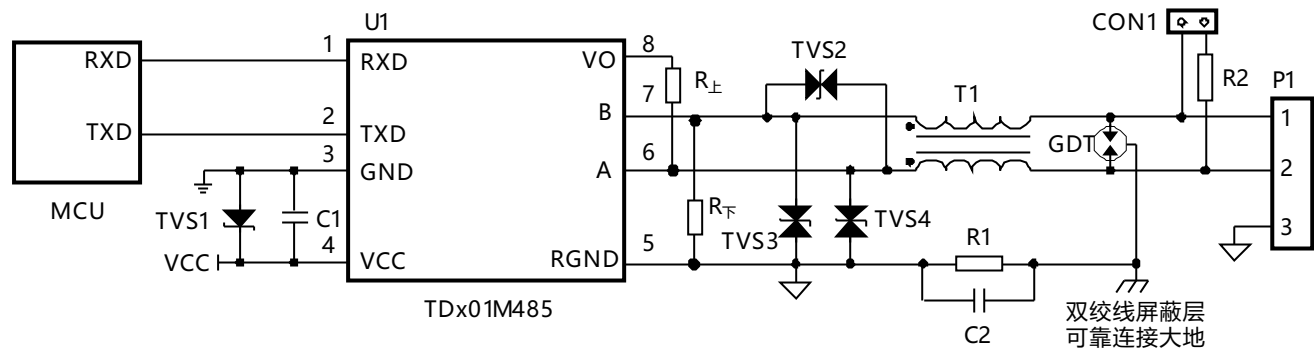 U1
CON1
RXD
1
RXD
VO
8
TVS2
R上
R2
P1
7
T1
TXD
2
TXD
B
1
GDT
3
GND
A
6
2
MCU
TVS1
C1
R下
TVS3
TVS4
3
4
5
R1
VCC
VCC
RGND
TDx01M485
C2
双绞线屏蔽层
可靠连接大地